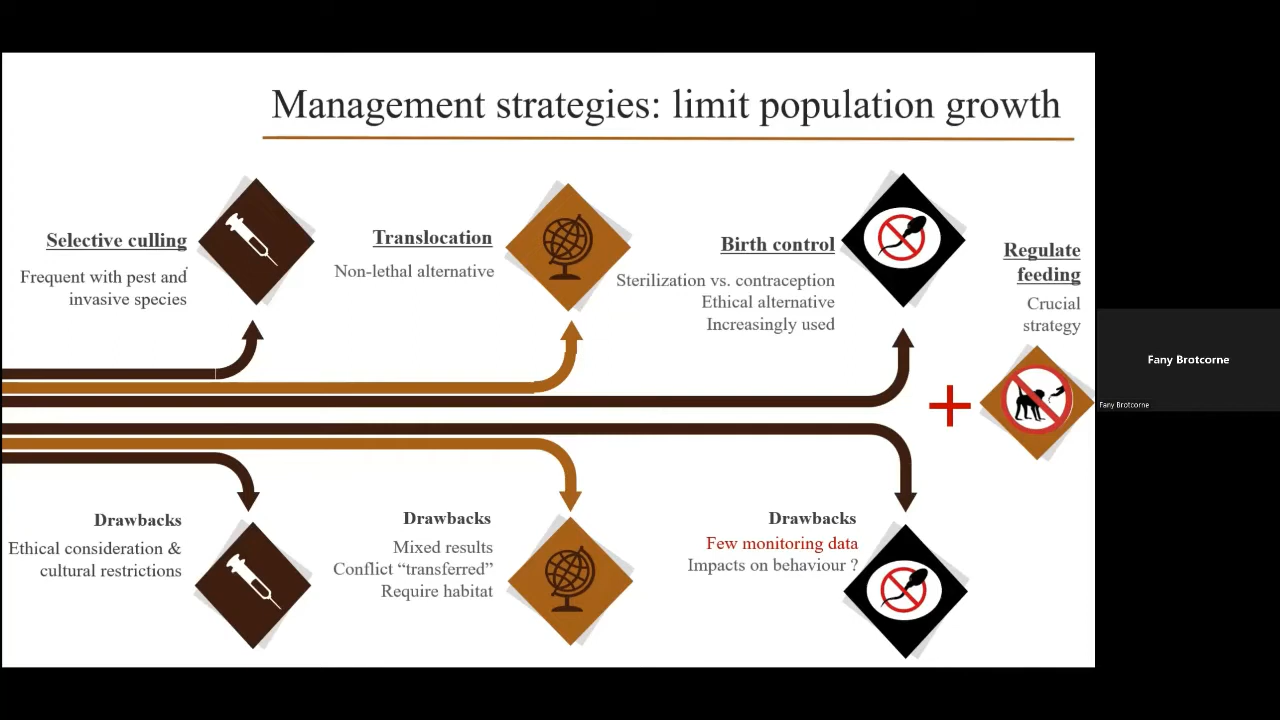 Management strategies: limit population growth
Selective culling
Frequent with pest and
invasive species
Translocation
Non-lethal alternative
Birth control
Sterilization vs. contraception
Ethical alternative
Increasingly used
Regulate
feeding
Crucial
strategy
Fany Brotcorne
Fany Brotcorne
Drawbacks
Ethical consideration &
cultural restrictions
Drawbacks
Mixed results
Conflict “transferred”
Require habitat
Drawbacks
Few monitoring data
Impacts on behaviour ?